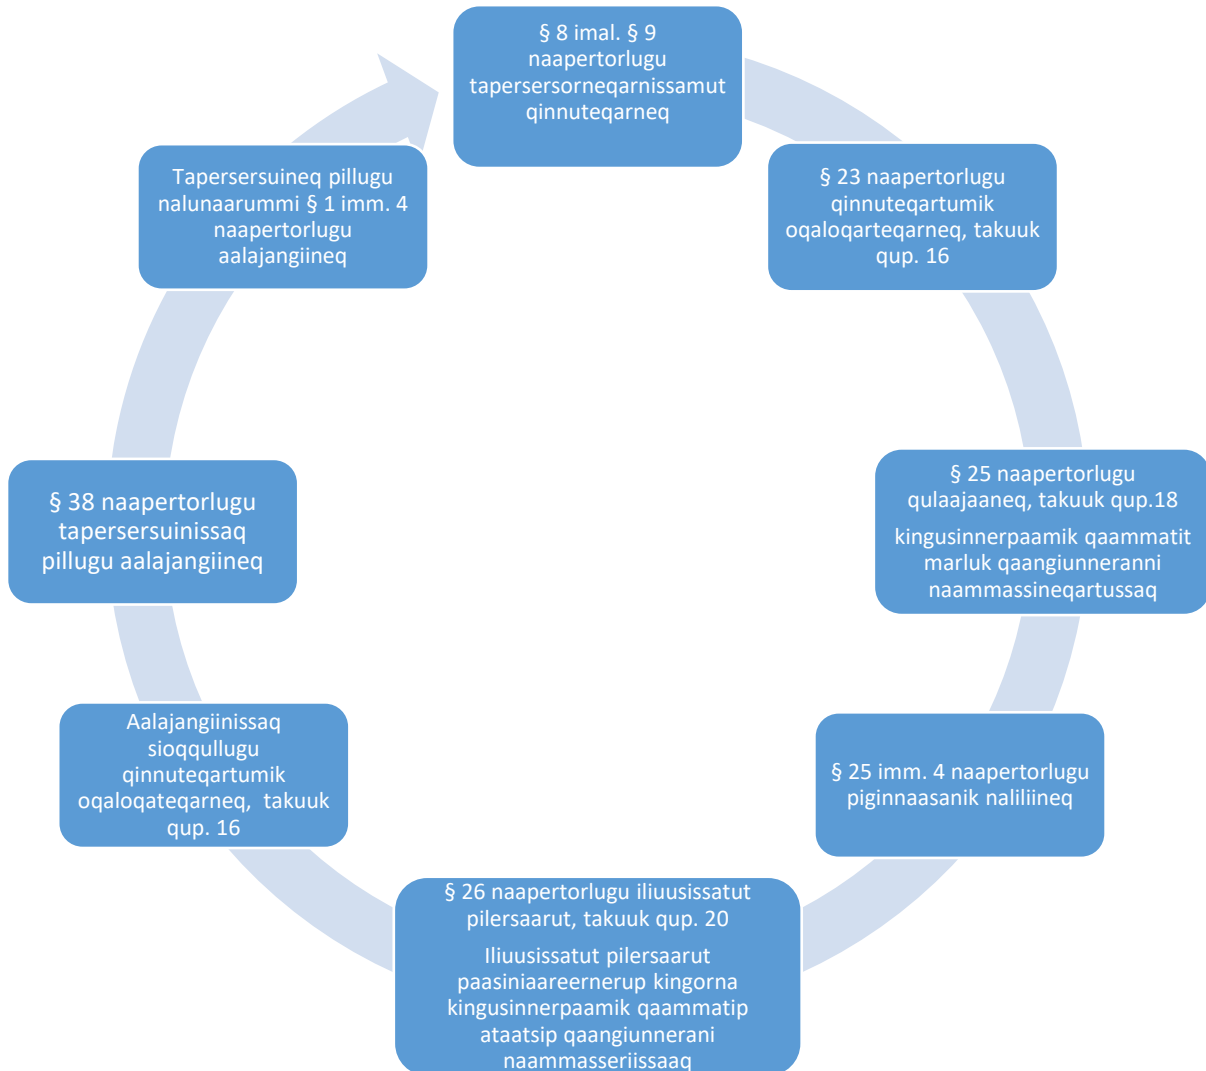 § 8 imal. § 9
naapertorlugu
tapersersorneqarnissamut
qinnuteqarneq
§ 23 naapertorlugu
qinnuteqartumik
oqaloqarteqarneq, takuuk
qup. 16
§ 25 naapertorlugu
qulaajaaneq, takuuk qup.18
kingusinnerpaamik qaammatit
marluk qaangiunneranni
naammassineqartussaq
§ 25 imm. 4 naapertorlugu
piginnaasanik naliliineq
§ 26 naapertorlugu iliuusissatut
pilersaarut, takuuk qup. 20
Iliuusissatut pilersaarut
paasiniaareernerup kingorna
kingusinnerpaamik qaammatip
ataatsip qaangiunnerani
naammasseriissaaq
Aalajangiinissaq
sioqqullugu
qinnuteqartumik
oqaloqateqarneq, takuuk
qup. 16
§ 38 naapertorlugu
tapersersuinissaq
pillugu aalajangiineq
Tapersersuineq pillugu
nalunaarummi § 1 imm. 4
naapertorlugu
aalajangiineq